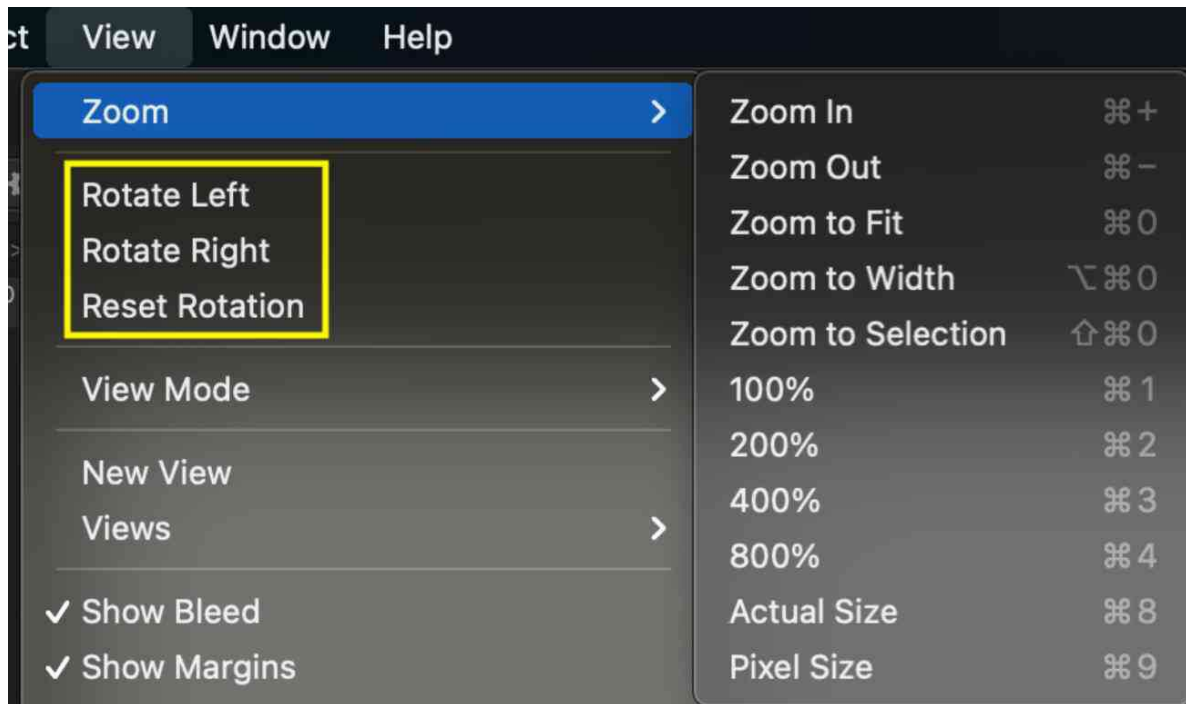 View Window Help
Zoom
Rotate Left
Rotate Right
Reset Rotation
View Mode
New View
Views
✓ Show Bleed
✓ Show Margins
Zoom In ⌘+
Zoom Out ⌘−
Zoom to Fit ⌘0
Zoom to Width ⌥⌘0
Zoom to Selection ⇧⌘0
100% ⌘1
200% ⌘2
400% ⌘3
800% ⌘4
Actual Size ⌘8
Pixel Size ⌘9